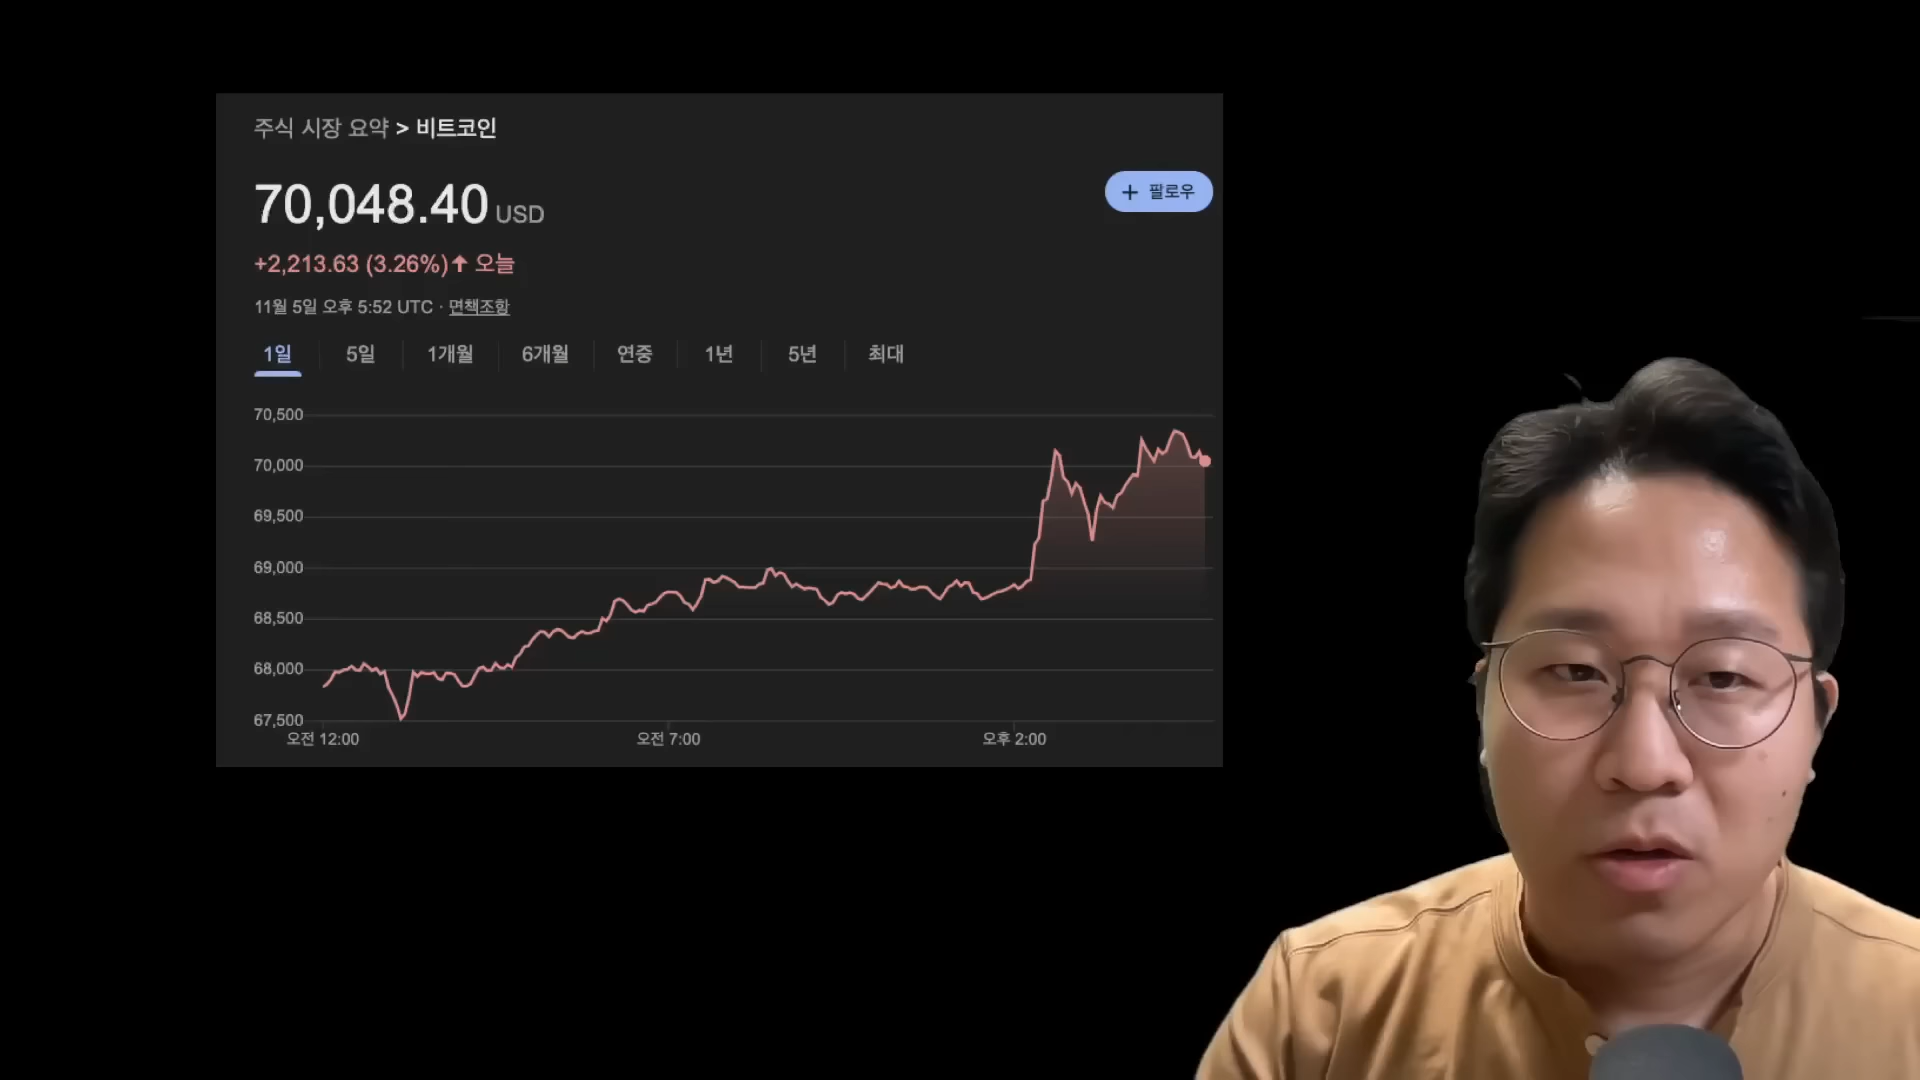 주식 시장 요약 > 비트코인
70,048.40 USD
+ 팔로우
+2,213.63 (3.26%)↑ 오늘
11월 5일 오후 5:52 UTC · 면책조항
1일 5일 1개월 6개월 연중 1년 5년 최대
70,500
70,000
69,500
69,000
68,500
68,000
67,500
오전 12:00 오전 7:00 오후 2:00